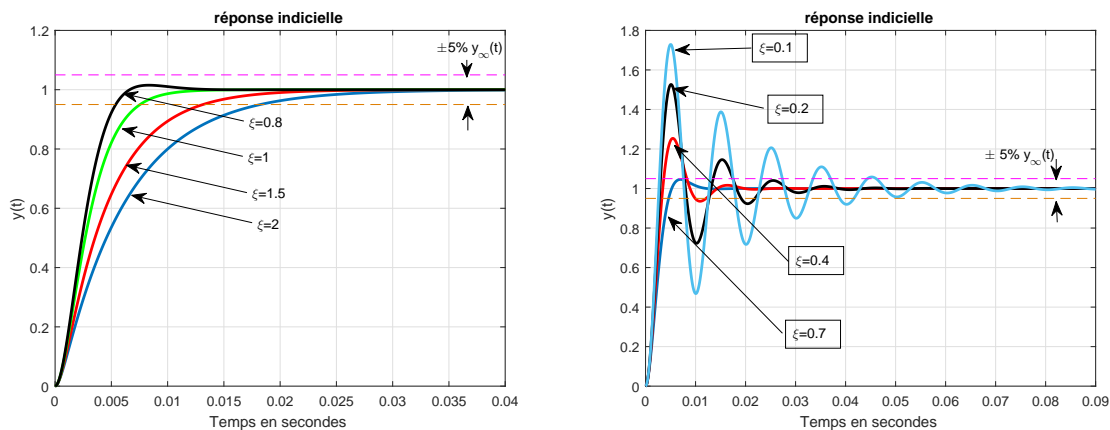 réponse indicielle
1.2
1
0.8
0.6
0.4
0.2
0
y(t)
±5% y∞(t)
ξ=0.8
ξ=1
ξ=1.5
ξ=2
0 0.005 0.01 0.015 0.02 0.025 0.03 0.035 0.04
Temps en secondes
réponse indicielle
1.8
1.6
1.4
1.2
1
0.8
0.6
0.4
0.2
0
y(t)
ξ=0.1
ξ=0.2
± 5% y∞(t)
ξ=0.4
ξ=0.7
0 0.01 0.02 0.03 0.04 0.05 0.06 0.07 0.08 0.09
Temps en secondes